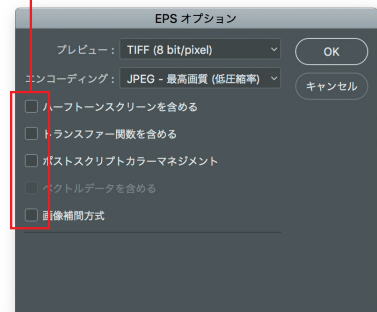 EPS オプション
プレビュー： TIFF (8 bit/pixel)
OK
エンコーディング： JPEG - 最高画質 (低圧縮率)
キャンセル
ハーフトーンスクリーンを含める
トランスファー関数を含める
ポストスクリプトカラーマネジメント
ベクトルデータを含める
画像補間方式